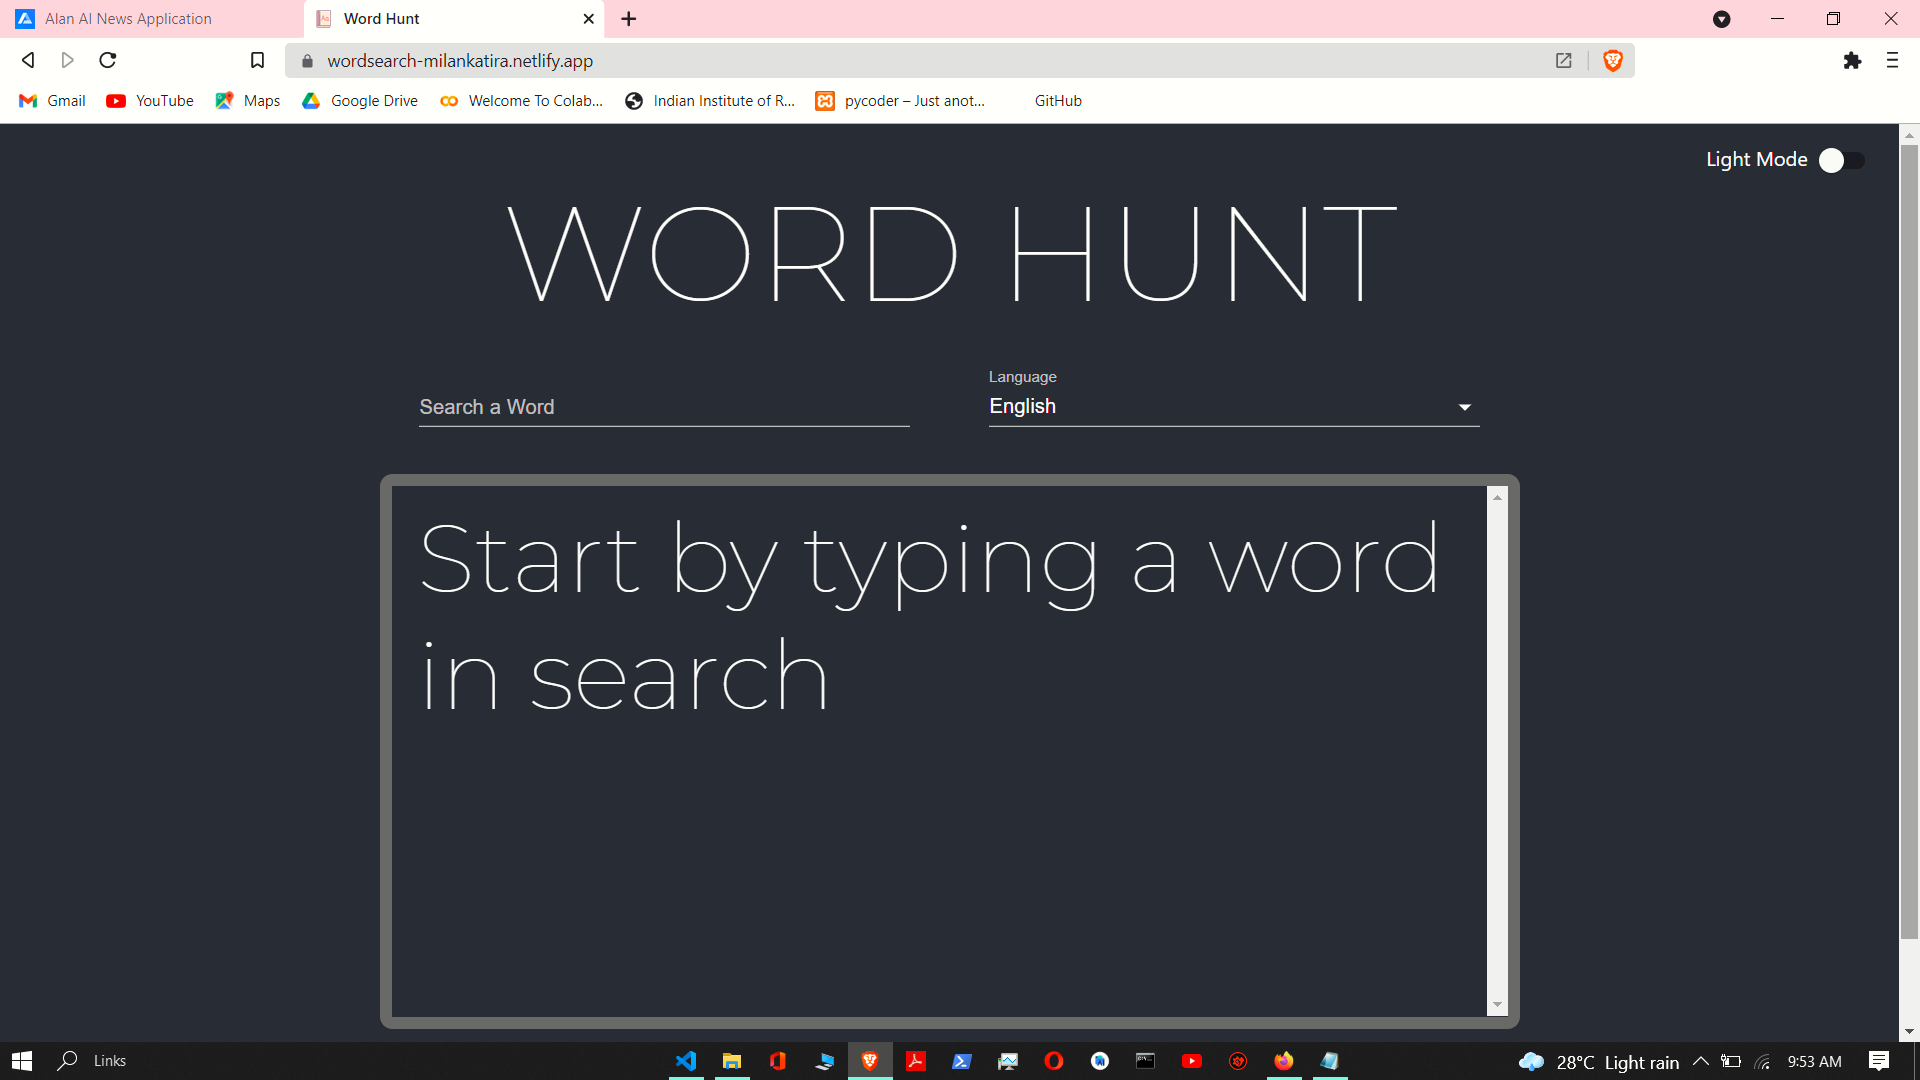 Alan AI News Application
Word Hunt
wordsearch-milankatira.netlify.app
Gmail
YouTube
Maps
Google Drive
Welcome To Colab...
Indian Institute of R...
pycoder – Just anot...
GitHub
Light Mode
WORD HUNT
Language
Search a Word
English
Start by typing a word
in search
Links
28°C Light rain
9:53 AM